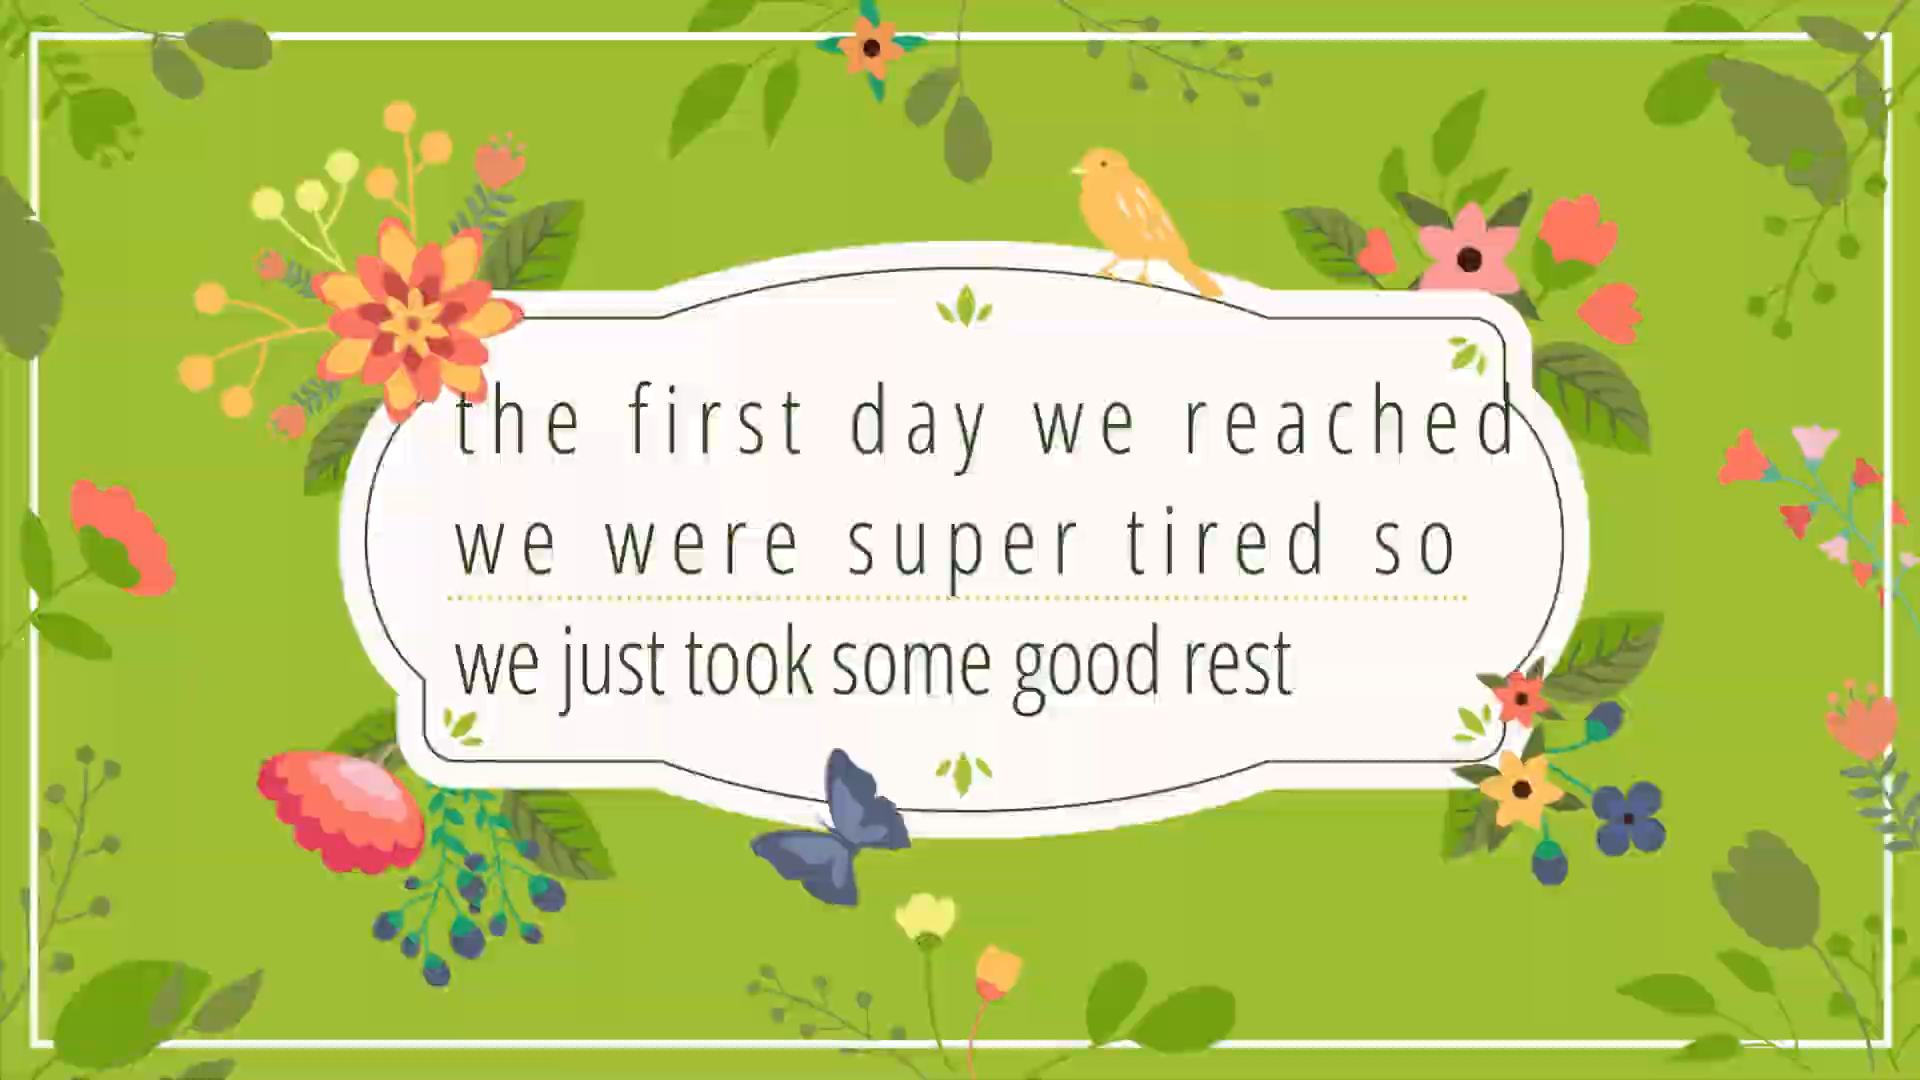 the first day we reached
we were super tired so
we just took some good rest